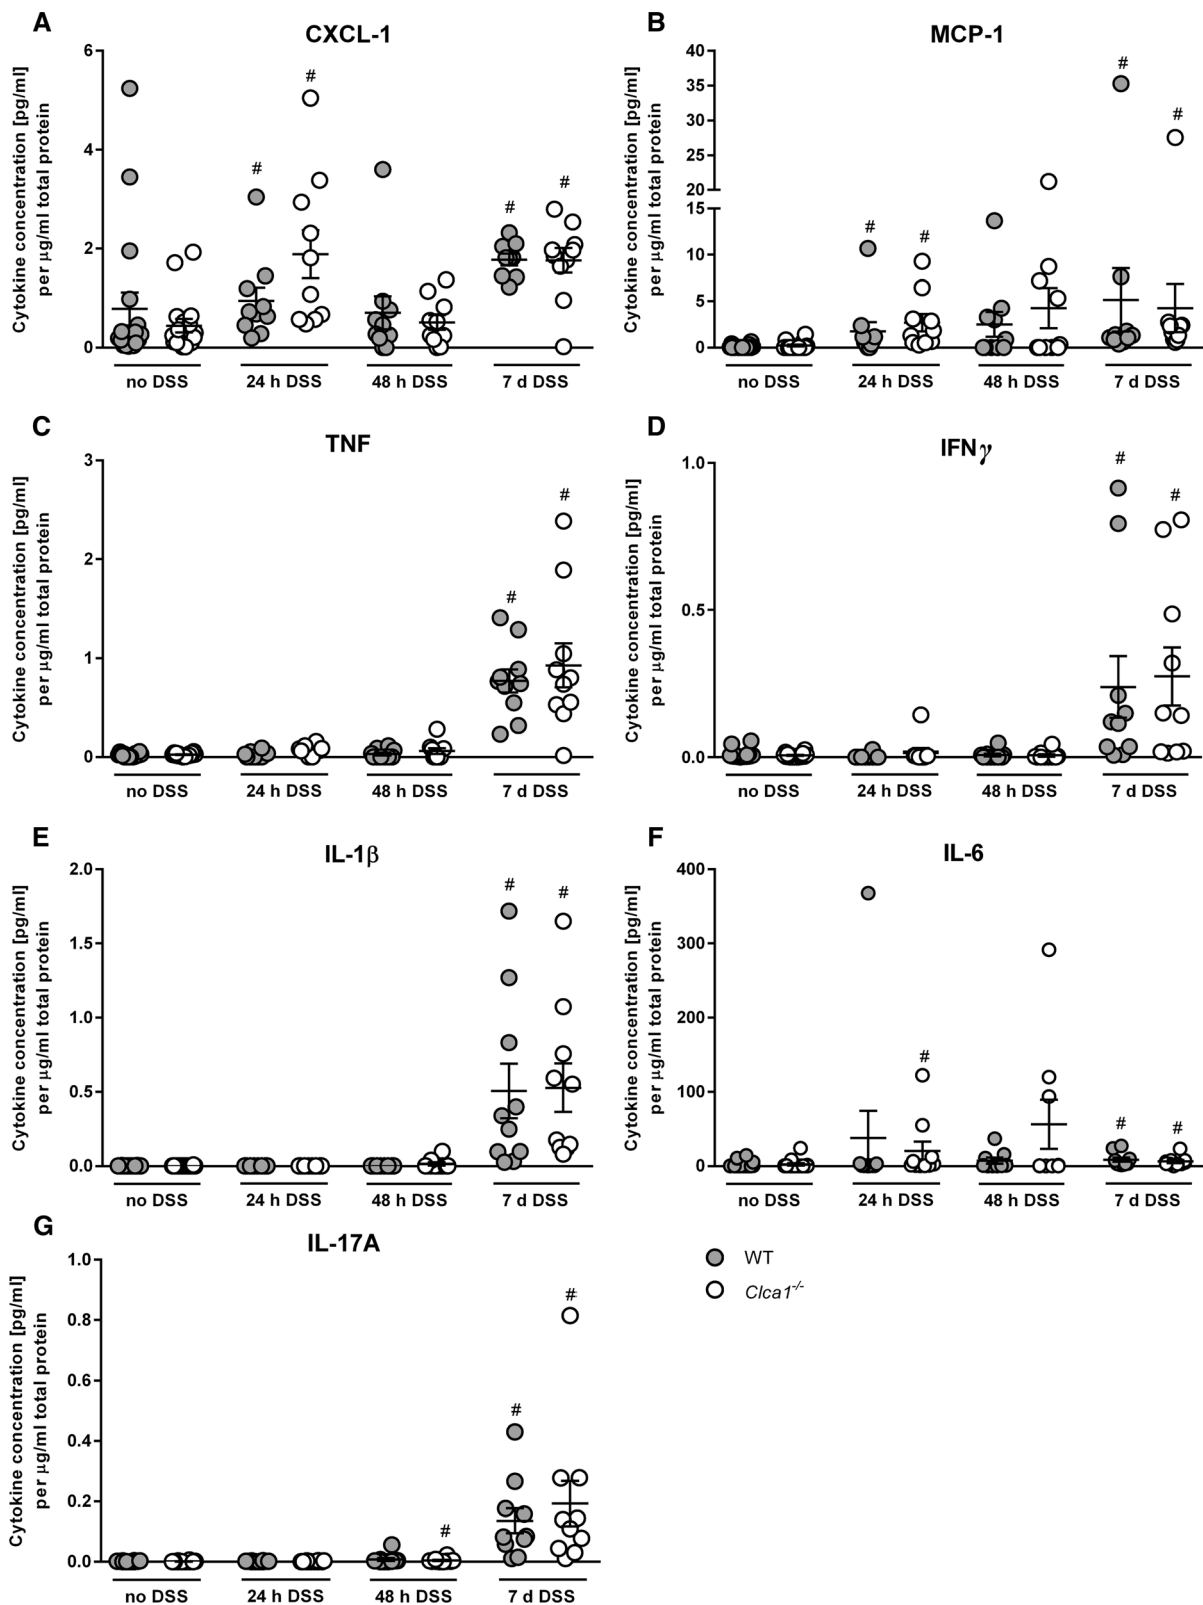 A
CXCL-1
Cytokine concentration [pg/ml]
per μg/ml total protein
6
4
2
0
#
#
#
#
no DSS
24 h DSS
48 h DSS
7 d DSS
B
MCP-1
Cytokine concentration [pg/ml]
per μg/ml total protein
40
35
30
25
20
15
10
5
0
#
#
#
#
no DSS
24 h DSS
48 h DSS
7 d DSS
C
TNF
Cytokine concentration [pg/ml]
per μg/ml total protein
3
2
1
0
#
#
no DSS
24 h DSS
48 h DSS
7 d DSS
D
IFNγ
Cytokine concentration [pg/ml]
per μg/ml total protein
1.0
0.5
0.0
#
#
no DSS
24 h DSS
48 h DSS
7 d DSS
E
IL-1β
Cytokine concentration [pg/ml]
per μg/ml total protein
2.0
1.5
1.0
0.5
0.0
#
#
no DSS
24 h DSS
48 h DSS
7 d DSS
F
IL-6
Cytokine concentration [pg/ml]
per μg/ml total protein
400
300
200
100
0
#
#
#
no DSS
24 h DSS
48 h DSS
7 d DSS
G
IL-17A
Cytokine concentration [pg/ml]
per μg/ml total protein
1.0
0.8
0.6
0.4
0.2
0.0
#
#
#
no DSS
24 h DSS
48 h DSS
7 d DSS
WT
Clca1-/-